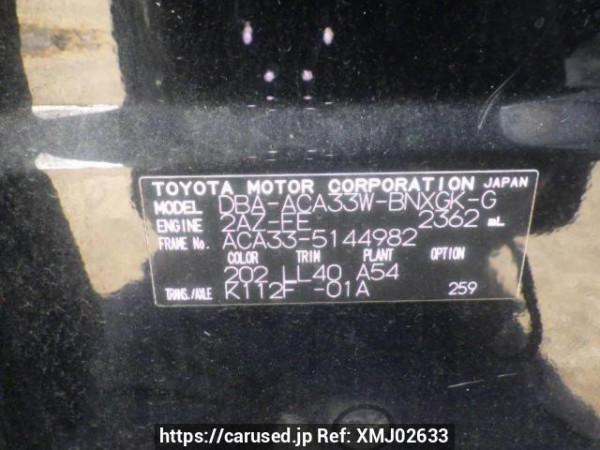 TOYOTA MOTOR CORPORATION JAPAN
MODEL DBA-ACA33W-BNXGK-G
ENGINE 2AZ-FE 2362 mL
FRAME No. ACA33-5144982
COLOR TRIM PLANT OPTION
202 LL40 A54
TRANS./AXLE K112F -01A 259
https://carused.jp Ref: XMJ02633